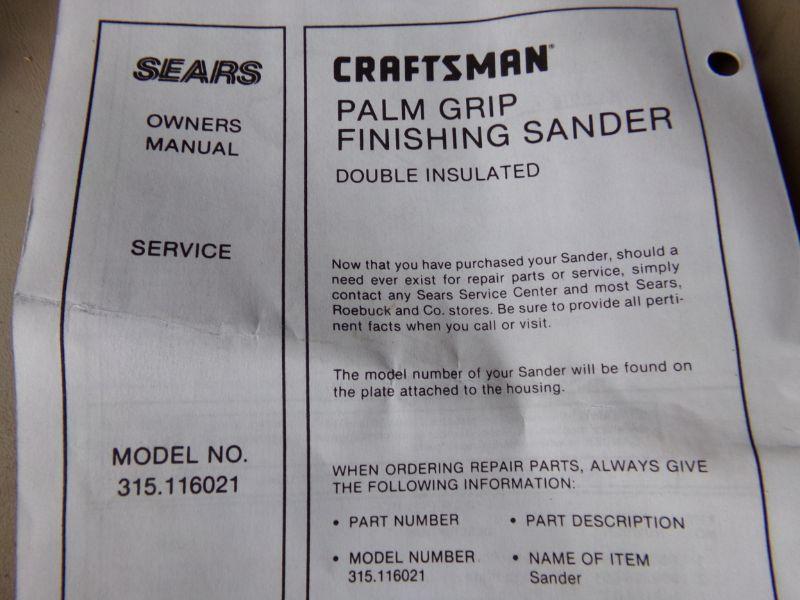 SEARS
OWNERS
MANUAL
SERVICE
MODEL NO.
315.116021
CRAFTSMAN®
PALM GRIP
FINISHING SANDER
DOUBLE INSULATED
Now that you have purchased your Sander, should a
need ever exist for repair parts or service, simply
contact any Sears Service Center and most Sears,
Roebuck and Co. stores. Be sure to provide all perti-
nent facts when you call or visit.
The model number of your Sander will be found on
the plate attached to the housing.
WHEN ORDERING REPAIR PARTS, ALWAYS GIVE
THE FOLLOWING INFORMATION:
• PART NUMBER
• PART DESCRIPTION
• MODEL NUMBER
315.116021
• NAME OF ITEM
Sander